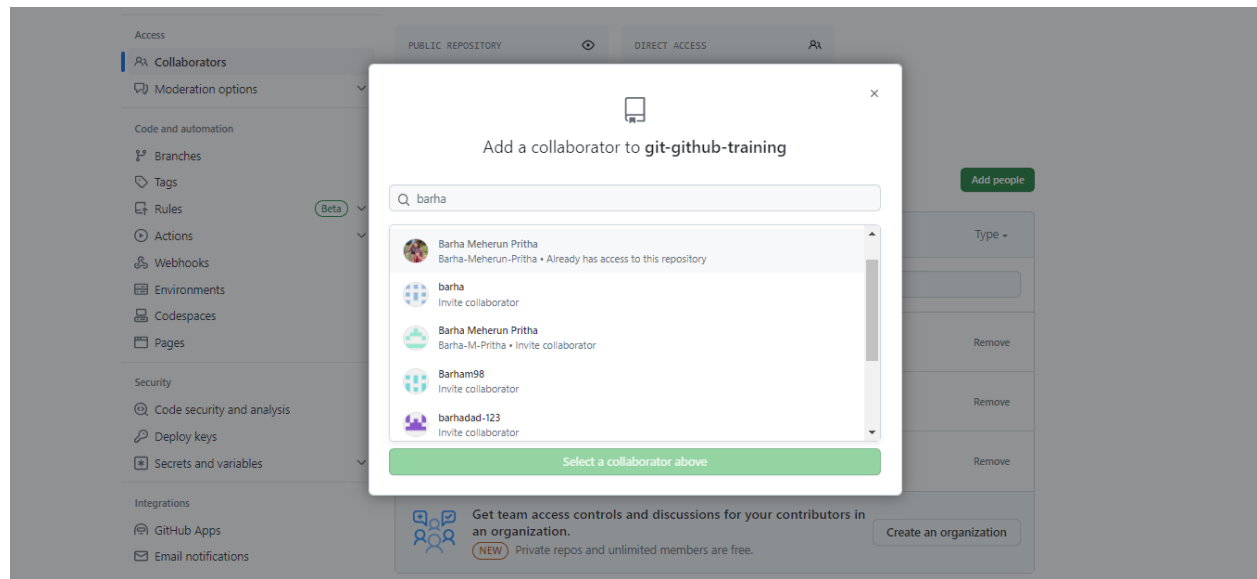 Access
Collaborators
Moderation options
Code and automation
Branches
Tags
Rules Beta
Actions
Webhooks
Environments
Codespaces
Pages
Security
Code security and analysis
Deploy keys
Secrets and variables
Integrations
GitHub Apps
Email notifications
PUBLIC REPOSITORY DIRECT ACCESS
Add a collaborator to git-github-training
barha
Barha Meherun Pritha
Barha-Meherun-Pritha • Already has access to this repository
barha
Invite collaborator
Barha Meherun Pritha
Barha-M-Pritha • Invite collaborator
Barham98
Invite collaborator
barhadad-123
Invite collaborator
Select a collaborator above
Add people
Type
Remove
Remove
Remove
Get team access controls and discussions for your contributors in
an organization.
NEW Private repos and unlimited members are free.
Create an organization